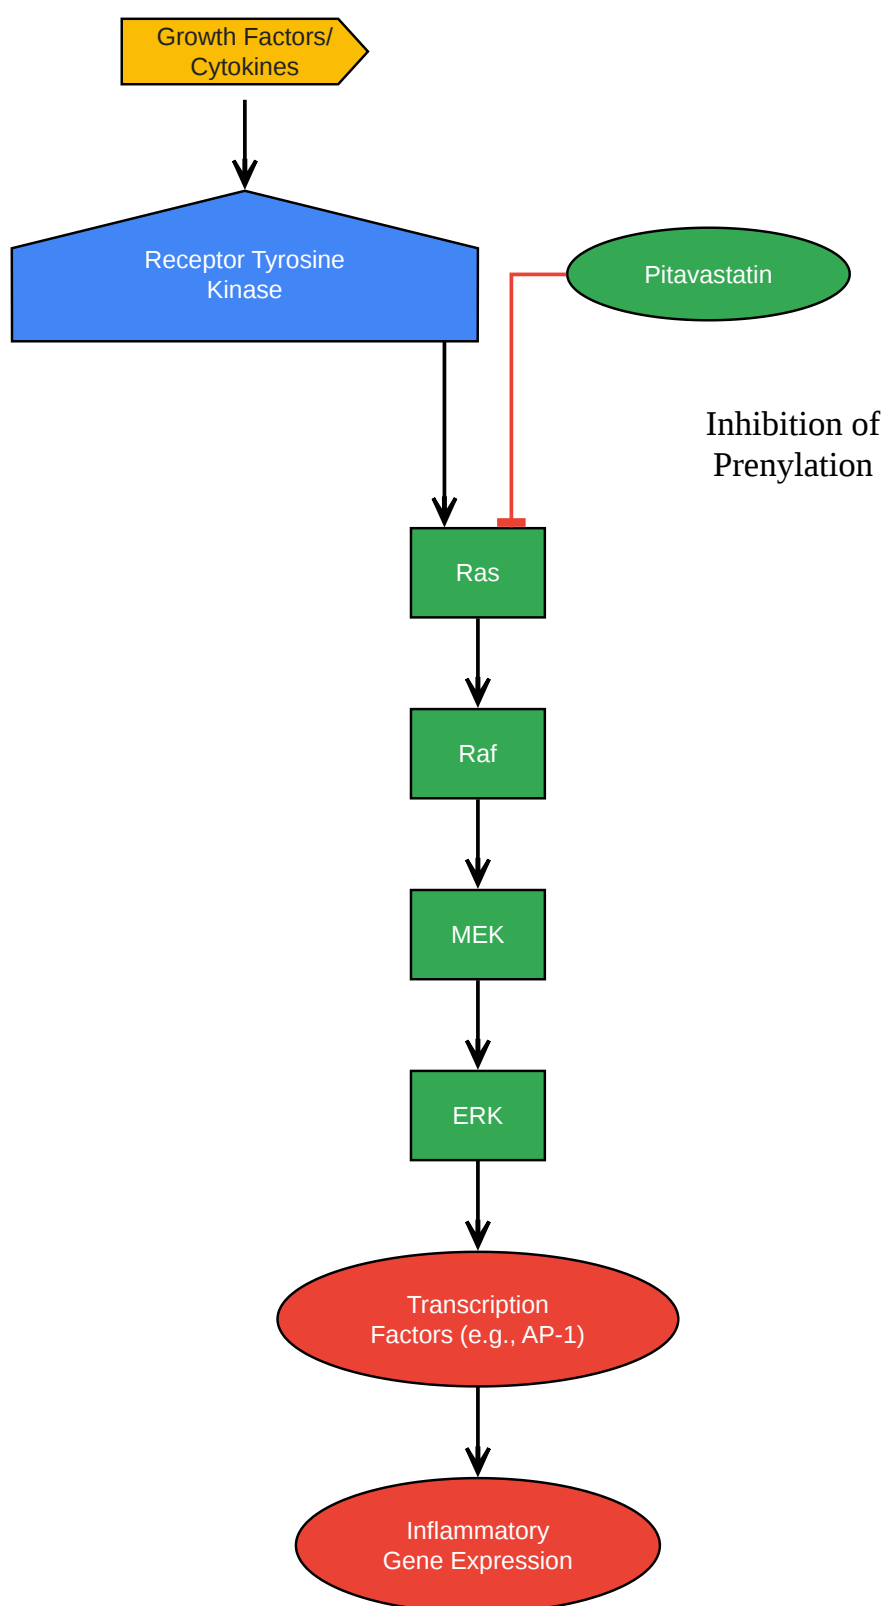 Growth Factors/
Cytokines
Receptor Tyrosine
Kinase
Pitavastatin
Inhibition of
Prenylation
Ras
Raf
MEK
ERK
Transcription
Factors (e.g., AP-1)
Inflammatory
Gene Expression